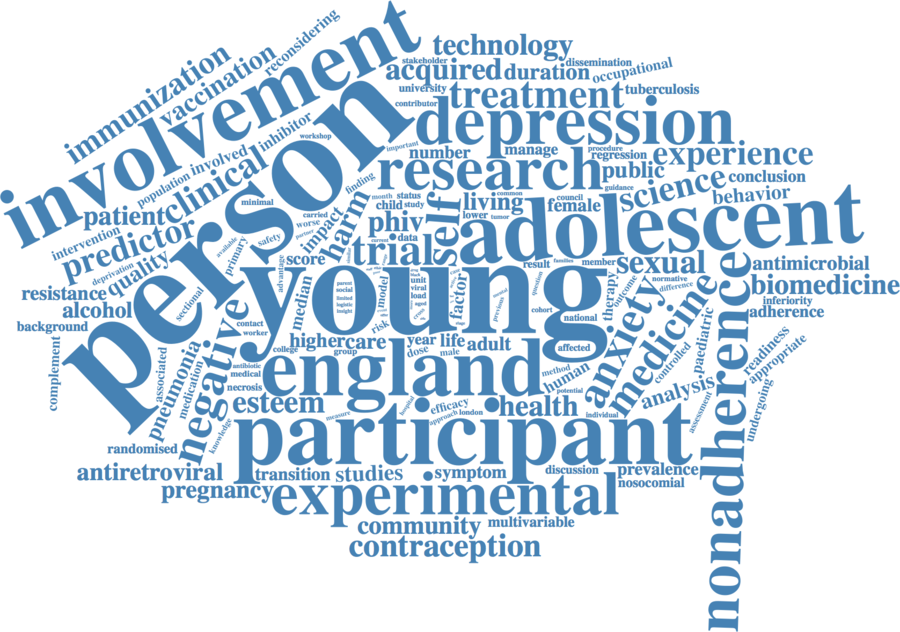 reconsidering
involvement
immunization
vaccination
technology
stakeholder
dissemination
acquired
duration
occupational
university
treatment
tuberculosis
contributor
depression
person
inhibitor
workshop
important
number
manage
procedure
regression
experience
population
involved
clinical
finding
research
public
guidance
science
conclusion
behavior
minimal
month
status
child
study
living
common
council
female
lower
tumor
patient
carried
worse
partner
impact
harm
phiv
self
adolescent
intervention
predictor
available
primary
safety
data
current
trial
score
deprivation
quality
advantage
young
result
families
member
sexual
antimicrobial
resistance
sectional
median
model
parent
social
limited
logistic
insight
unit
viral
load
aged
factor
previous
question
therapy
outcome
normative
difference
biomedicine
alcohol
inferiority
adherence
background
contact
worker
risk
cohort
national
anxiety
medicine
nonadherence
highercare
year
life
adult
affected
paediatric
readiness
appropriate
complement
associated
pneumonia
medication
negative
college
group
dose
male
controlled
antibiotic
medical
necrosis
england
method
human
potential
analysis
undergoing
esteem
measure
hospital
efficacy
approach
london
health
individual
assessment
knowledge
participant
randomised
antiretroviral
transition
studies
symptom
discussion
prevalence
nosocomial
pregnancy
experimental
community
multivariable
contraception